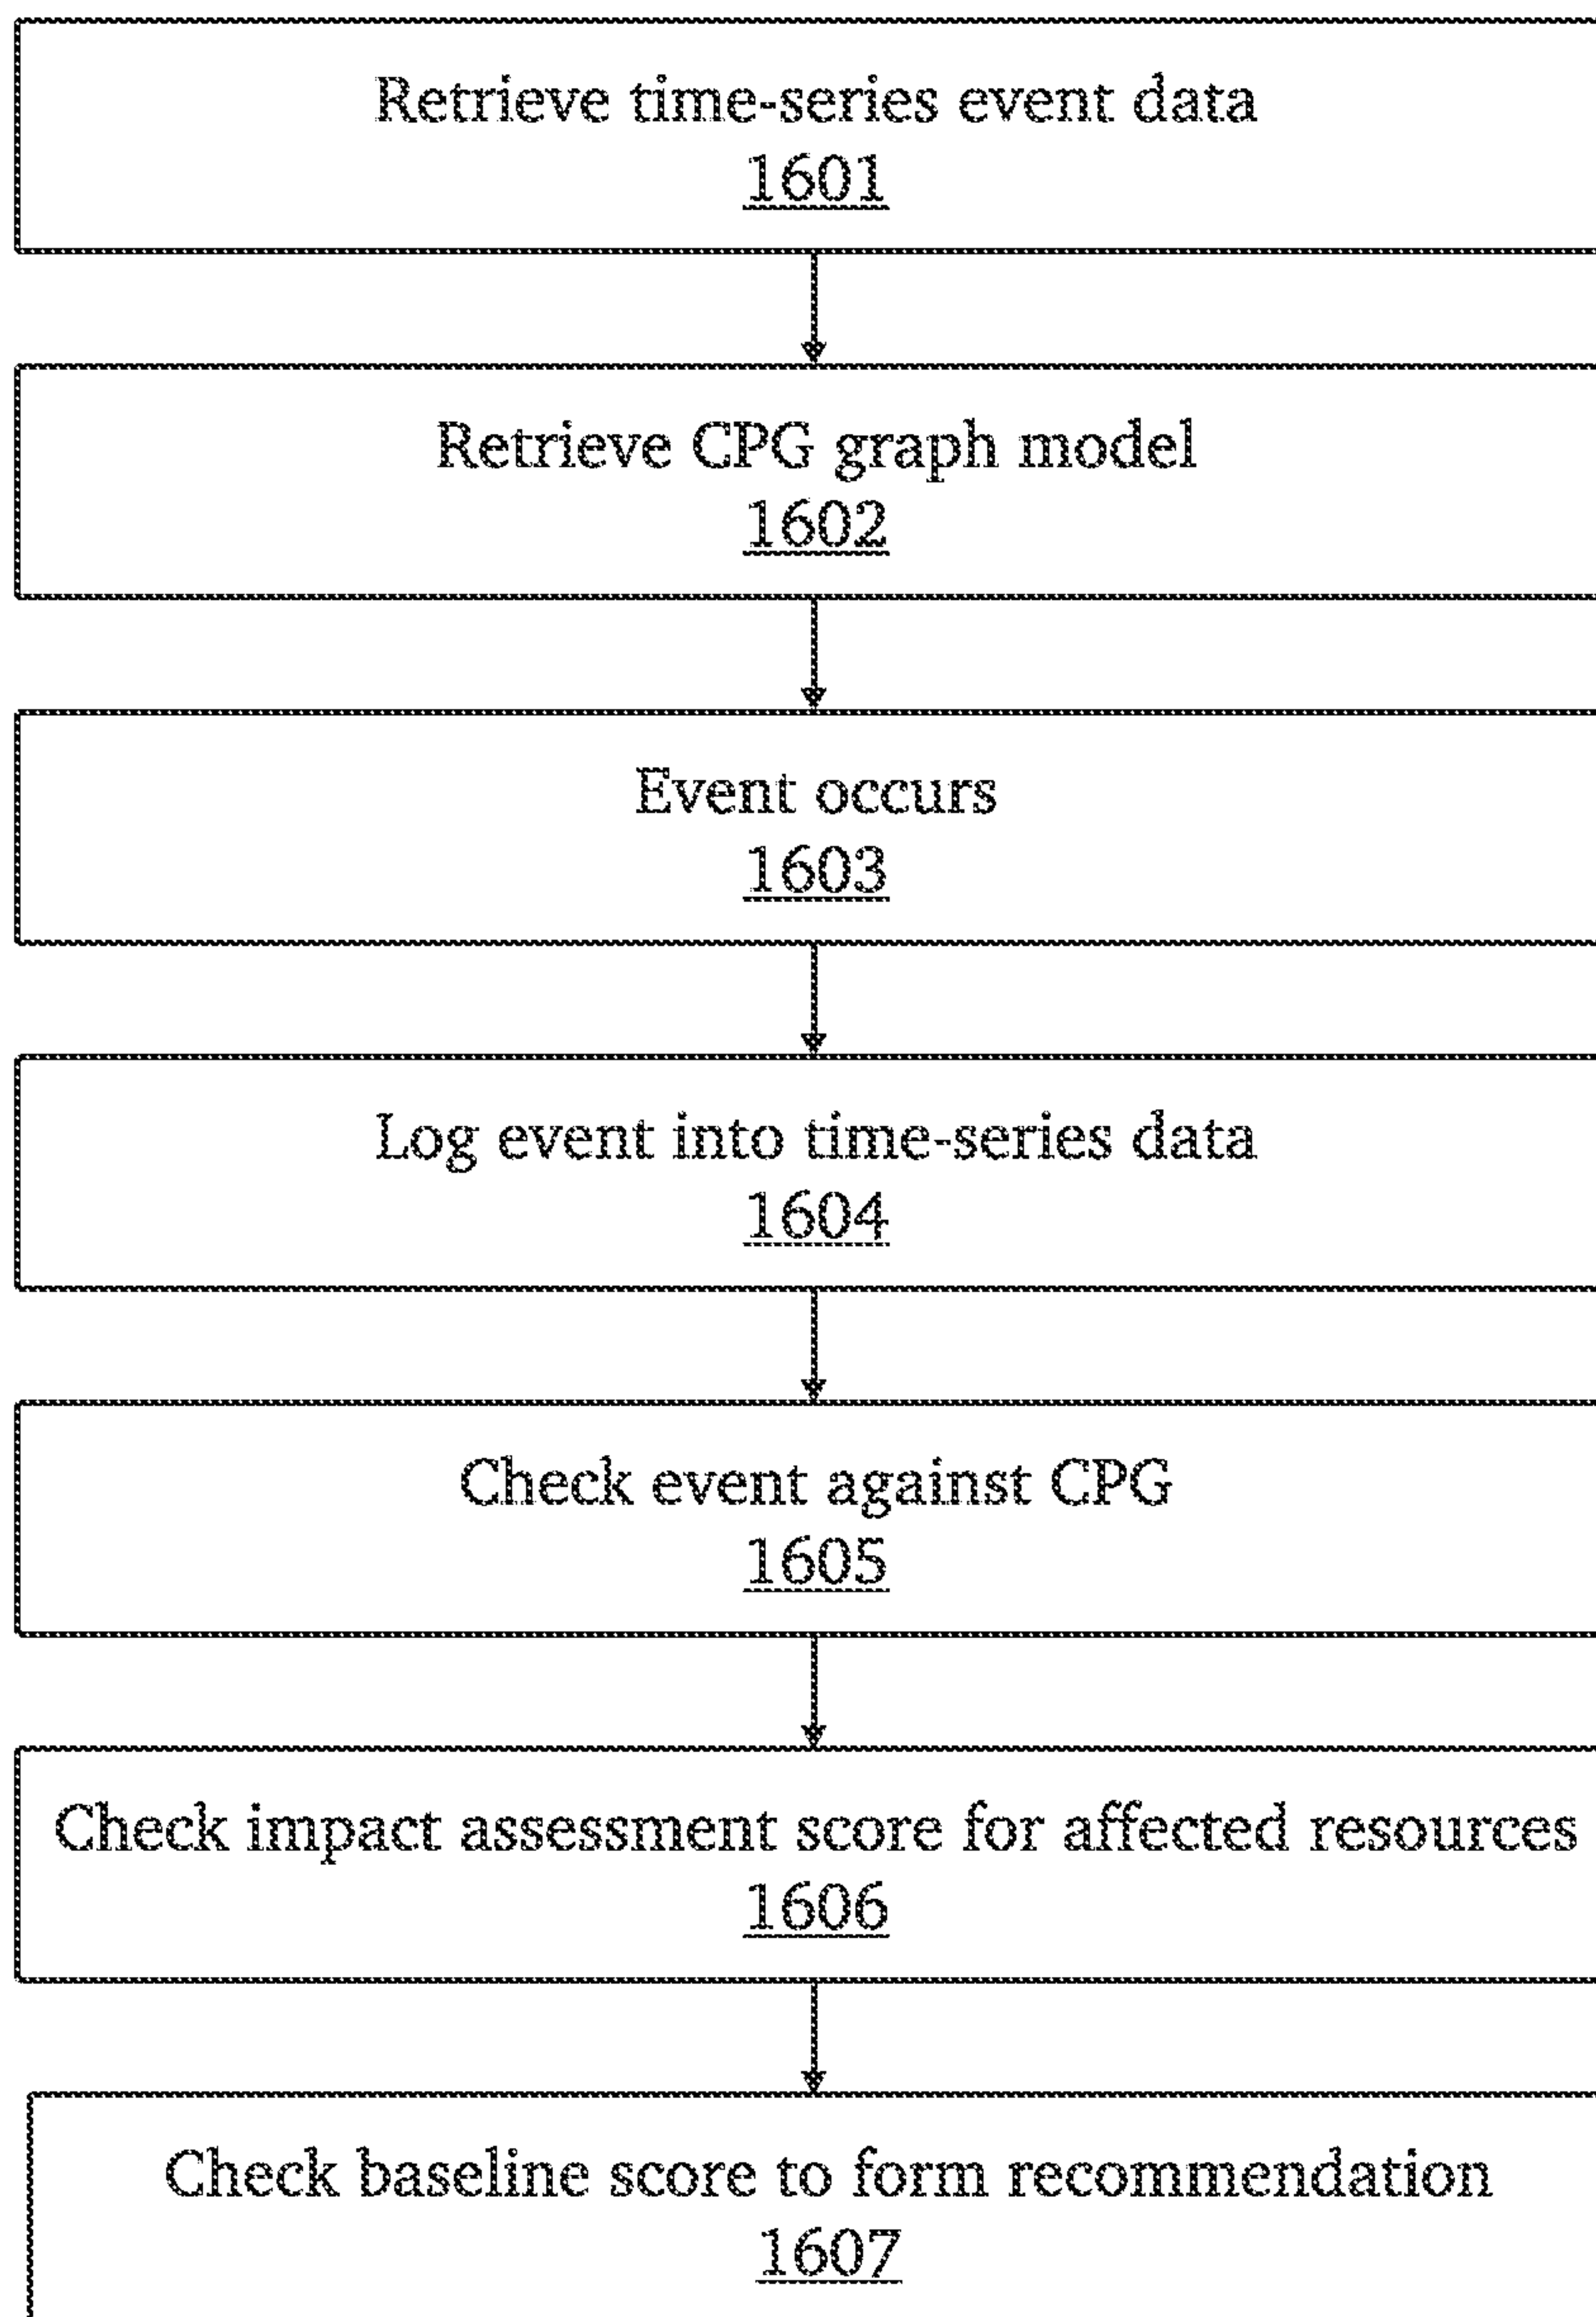 Retrieve time-series event data
1601
Retrieve CPG graph model
1602
Event occurs
1603
Log event into time-series data
1604
Check event against CPG
1605
Check impact assessment score for affected resources
1606
Check baseline score to form recommendation
1607